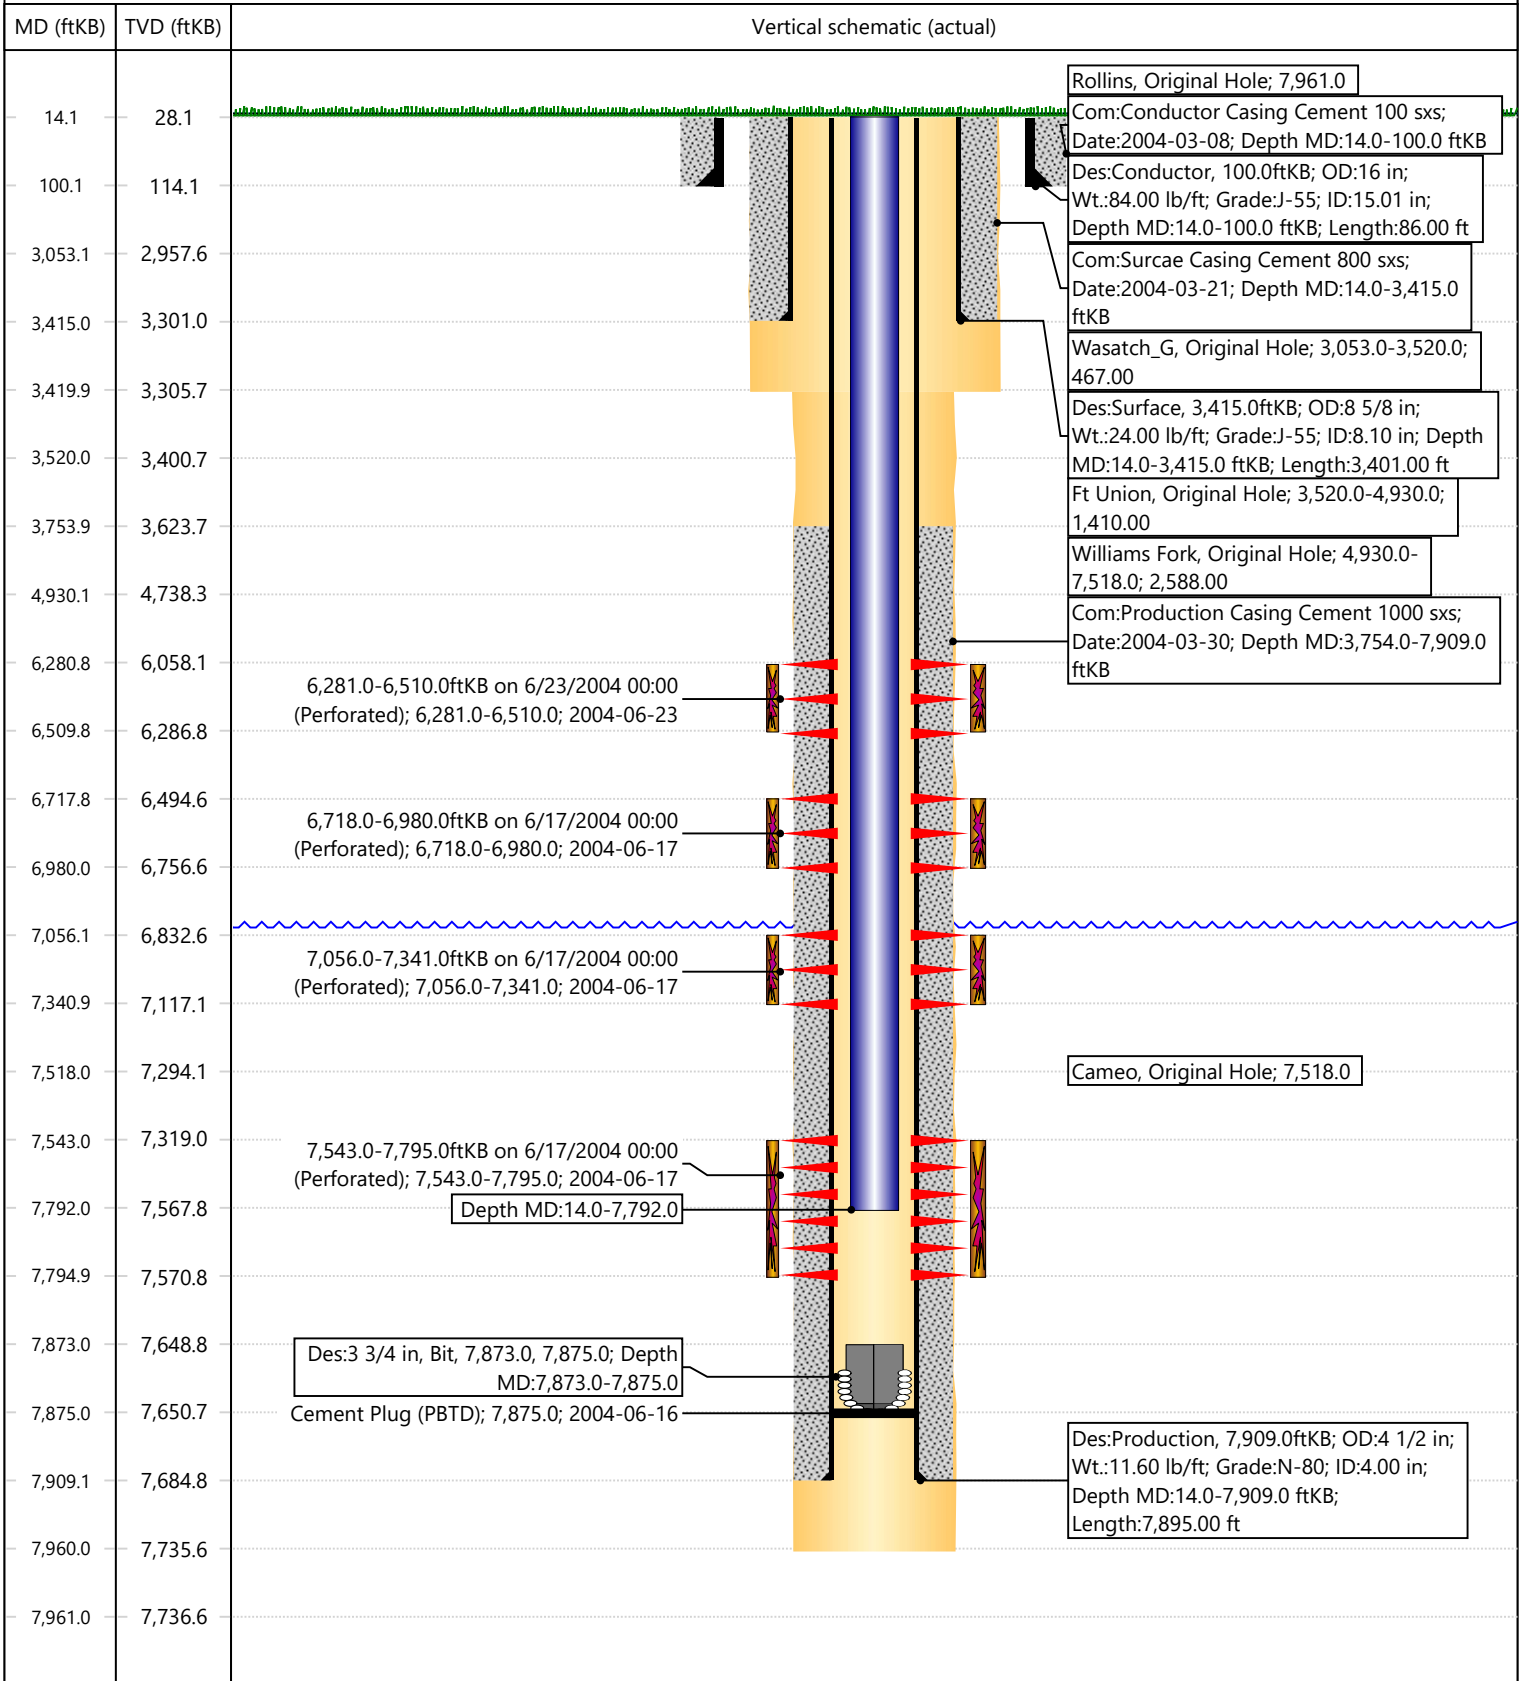 MD (ftKB) TVD (ftKB) Vertical schematic (actual)
Rollins, Original Hole; 7,961.0
14.1 28.1
Com:Conductor Casing Cement 100 sxs;
Date:2004-03-08; Depth MD:14.0-100.0 ftKB
Des:Conductor, 100.0ftKB; OD:16 in;
Wt.:84.00 lb/ft; Grade:J-55; ID:15.01 in;
Depth MD:14.0-100.0 ftKB; Length:86.00 ft
100.1 114.1
3,053.1 2,957.6
Com:Surcae Casing Cement 800 sxs;
Date:2004-03-21; Depth MD:14.0-3,415.0
ftKB
3,415.0 3,301.0
Wasatch_G, Original Hole; 3,053.0-3,520.0;
467.00
3,419.9 3,305.7
Des:Surface, 3,415.0ftKB; OD:8 5/8 in;
Wt.:24.00 lb/ft; Grade:J-55; ID:8.10 in; Depth
MD:14.0-3,415.0 ftKB; Length:3,401.00 ft
3,520.0 3,400.7
Ft Union, Original Hole; 3,520.0-4,930.0;
1,410.00
3,753.9 3,623.7
Williams Fork, Original Hole; 4,930.0-
7,518.0; 2,588.00
4,930.1 4,738.3
Com:Production Casing Cement 1000 sxs;
Date:2004-03-30; Depth MD:3,754.0-7,909.0
ftKB
6,280.8 6,058.1
6,281.0-6,510.0ftKB on 6/23/2004 00:00
(Perforated); 6,281.0-6,510.0; 2004-06-23
6,509.8 6,286.8
6,717.8 6,494.6
6,718.0-6,980.0ftKB on 6/17/2004 00:00
(Perforated); 6,718.0-6,980.0; 2004-06-17
6,980.0 6,756.6
7,056.1 6,832.6
7,056.0-7,341.0ftKB on 6/17/2004 00:00
(Perforated); 7,056.0-7,341.0; 2004-06-17
7,340.9 7,117.1
7,518.0 7,294.1
Cameo, Original Hole; 7,518.0
7,543.0 7,319.0
7,543.0-7,795.0ftKB on 6/17/2004 00:00
(Perforated); 7,543.0-7,795.0; 2004-06-17
7,792.0 7,567.8
Depth MD:14.0-7,792.0
7,794.9 7,570.8
7,873.0 7,648.8
Des:3 3/4 in, Bit, 7,873.0, 7,875.0; Depth
MD:7,873.0-7,875.0
7,875.0 7,650.7
Cement Plug (PBTD); 7,875.0; 2004-06-16
7,909.1 7,684.8
Des:Production, 7,909.0ftKB; OD:4 1/2 in;
Wt.:11.60 lb/ft; Grade:N-80; ID:4.00 in;
Depth MD:14.0-7,909.0 ftKB;
Length:7,895.00 ft
7,960.0 7,735.6
7,961.0 7,736.6